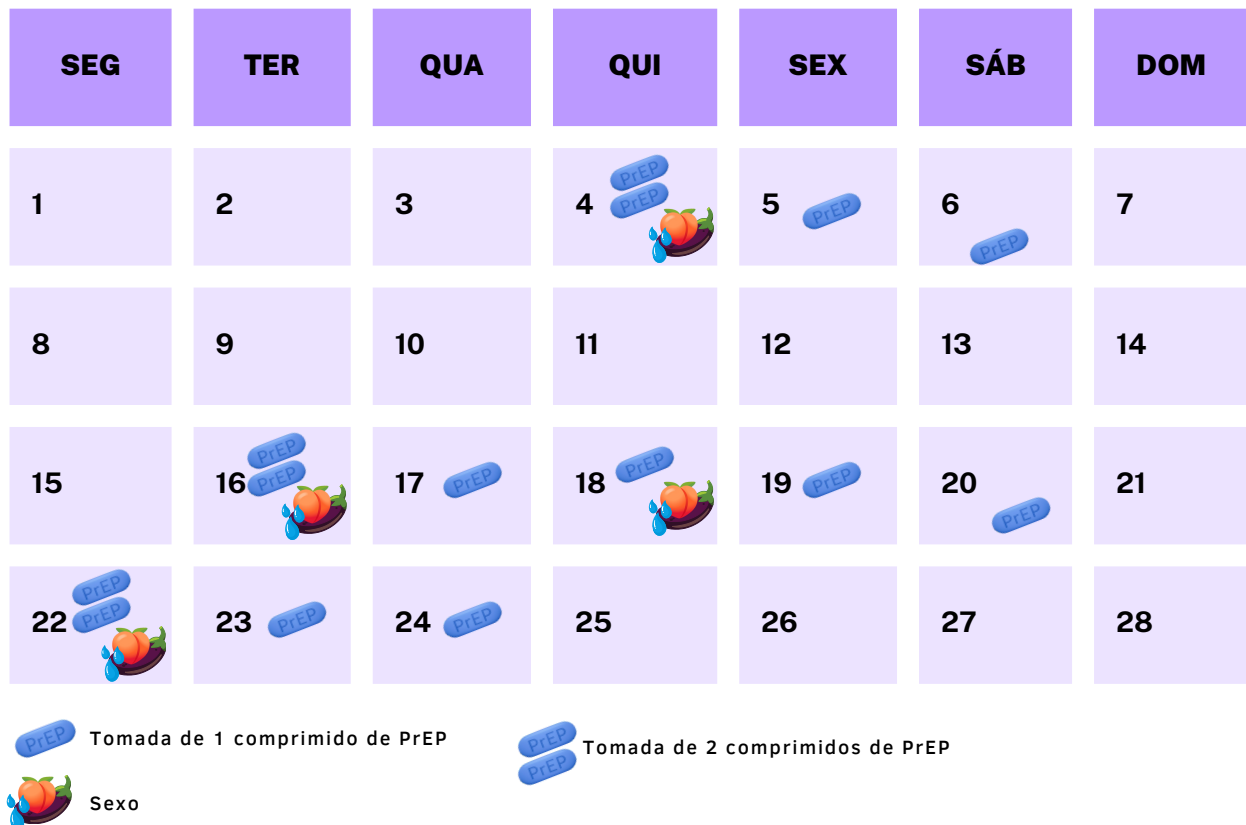 SEG TER QUA QUI SEX SÁB DOM
1 2 3 4 PrEP PrEP 5 PrEP 6 PrEP 7
8 9 10 11 12 13 14
15 16 PrEP PrEP 17 PrEP 18 PrEP 19 PrEP 20 PrEP 21
22 PrEP PrEP 23 PrEP 24 PrEP 25 26 27 28
PrEP Tomada de 1 comprimido de PrEP
PrEP PrEP Tomada de 2 comprimidos de PrEP
Sexo